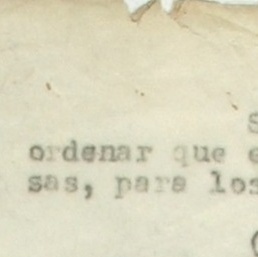 S
ordenar que e
sas, para los